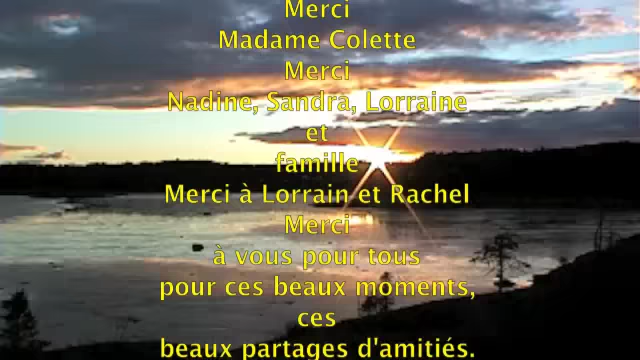 Merci
Madame Colette
Merci
Nadine, Sandra, Lorraine
et
famille
Merci à Lorrain et Rachel
Merci
à vous pour tous
pour ces beaux moments,
ces
beaux partages d'amitiés.